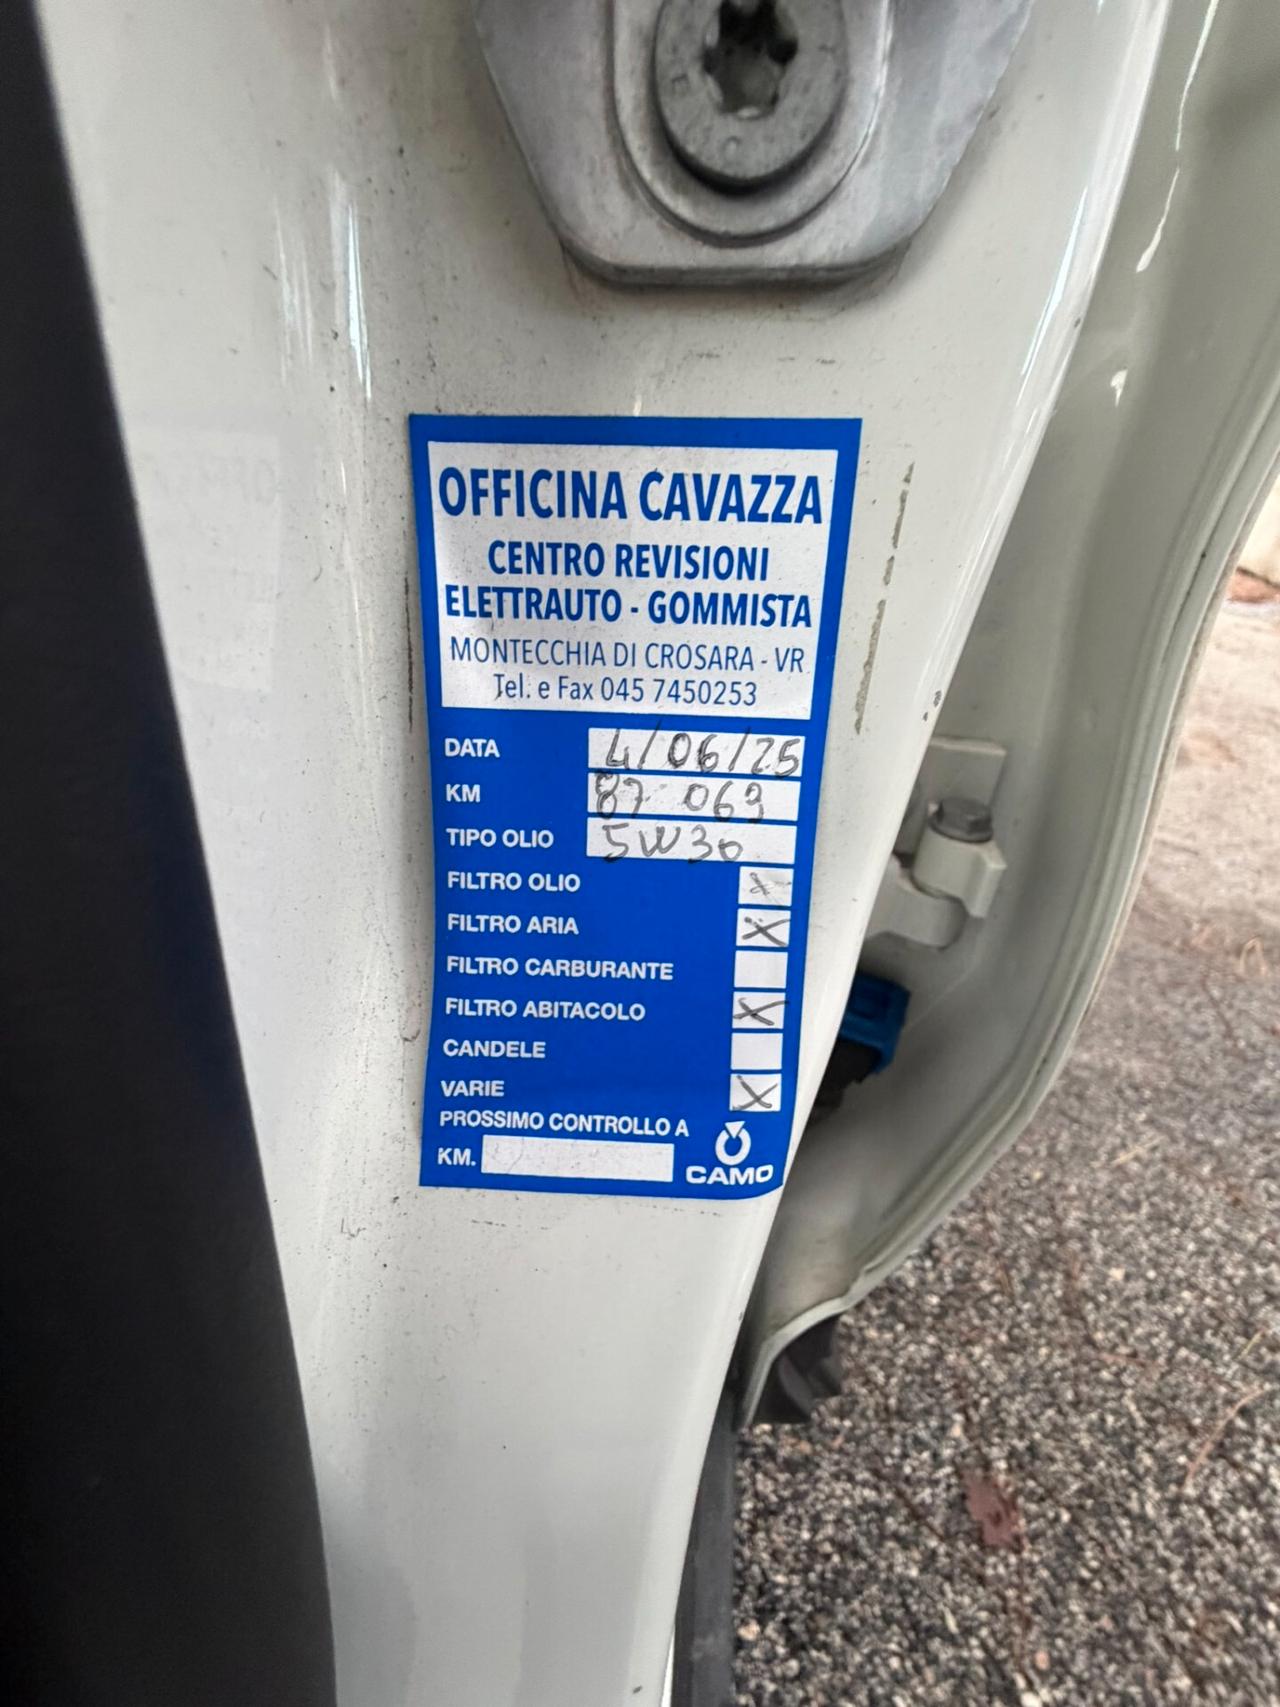 OFFICINA CAVAZZA
CENTRO REVISIONI
ELETTRAUTO - GOMMISTA
MONTECCHIA DI CROSARA - VR
Tel. e Fax 045 7450253
DATA 4/06/25
KM 87 069
TIPO OLIO 5W30
FILTRO OLIO X
FILTRO ARIA X
FILTRO CARBURANTE
FILTRO ABITACOLO X
CANDELE
VARIE X
PROSSIMO CONTROLLO A
KM.
CAMO